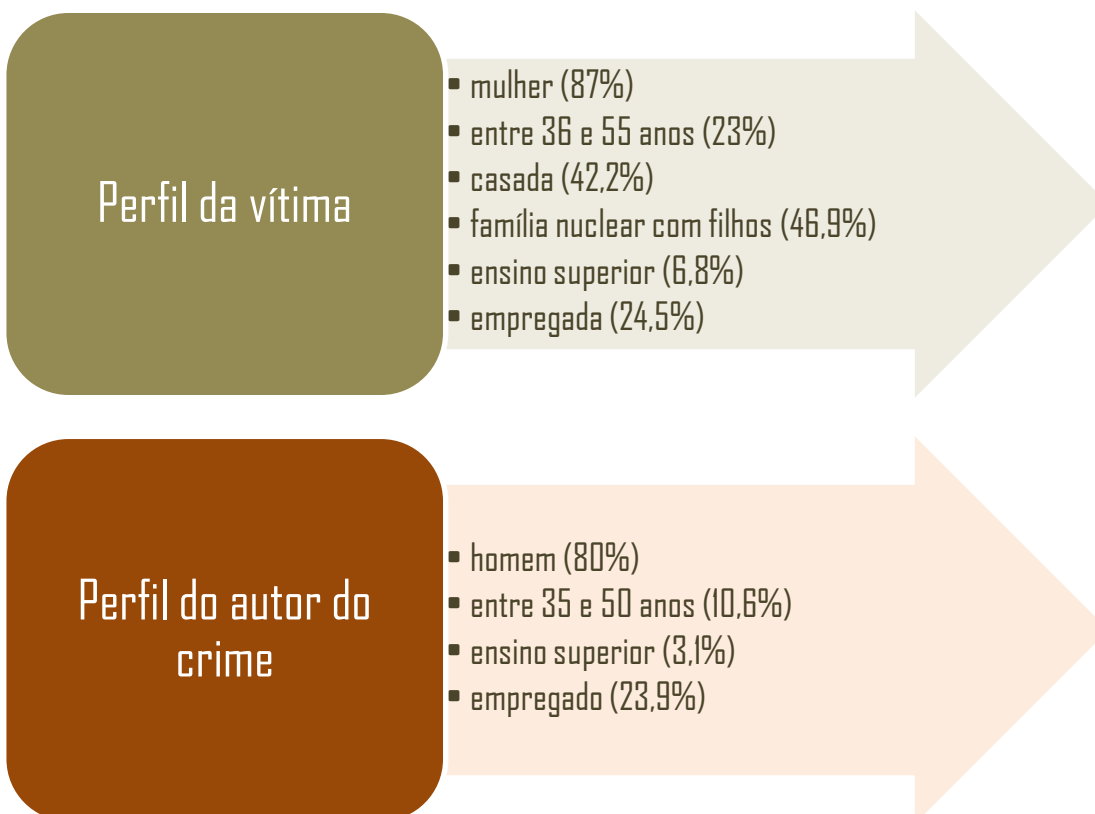 Perfil da vítima
▪ mulher (87%)
▪ entre 36 e 55 anos (23%)
▪ casada (42,2%)
▪ família nuclear com filhos (46,9%)
▪ ensino superior (6,8%)
▪ empregada (24,5%)
Perfil do autor do
crime
▪ homem (80%)
▪ entre 35 e 50 anos (10,6%)
▪ ensino superior (3,1%)
▪ empregado (23,9%)